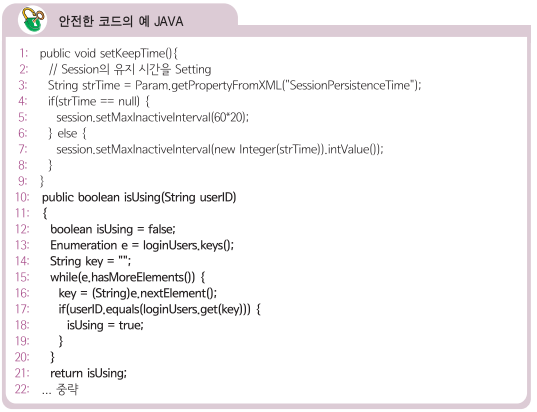 안전한 코드의 예 JAVA
1: public void setKeepTime(){
2: // Session의 유지 시간을 Setting
3: String strTime = Param.getPropertyFromXML("SessionPersistenceTime");
4: if(strTime == null) {
5: session.setMaxInactiveInterval(60*20);
6: } else {
7: session.setMaxInactiveInterval(new Integer(strTime)).intValue());
8: }
9: }
10: public boolean isUsing(String userID)
11: {
12: boolean isUsing = false;
13: Enumeration e = loginUsers.keys();
14: String key = "";
15: while(e.hasMoreElements()) {
16: key = (String)e.nextElement();
17: if(userID.equals(loginUsers.get(key))) {
18: isUsing = true;
19: }
20: }
21: return isUsing;
22: ... 중략